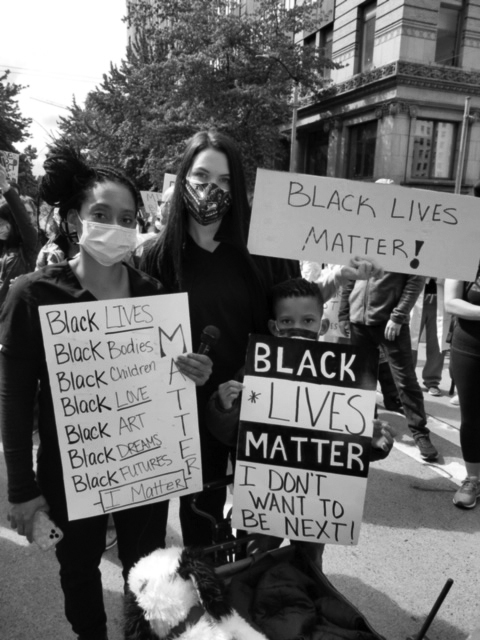 BLACK LIVES
MATTER!
Black LIVES
Black Bodies
Black Children
Black LOVE
Black ART
Black DREAMS
Black FUTURES
I Matter
MATTER
BLACK
* LIVES
MATTER
I DON'T
WANT TO
BE NEXT!